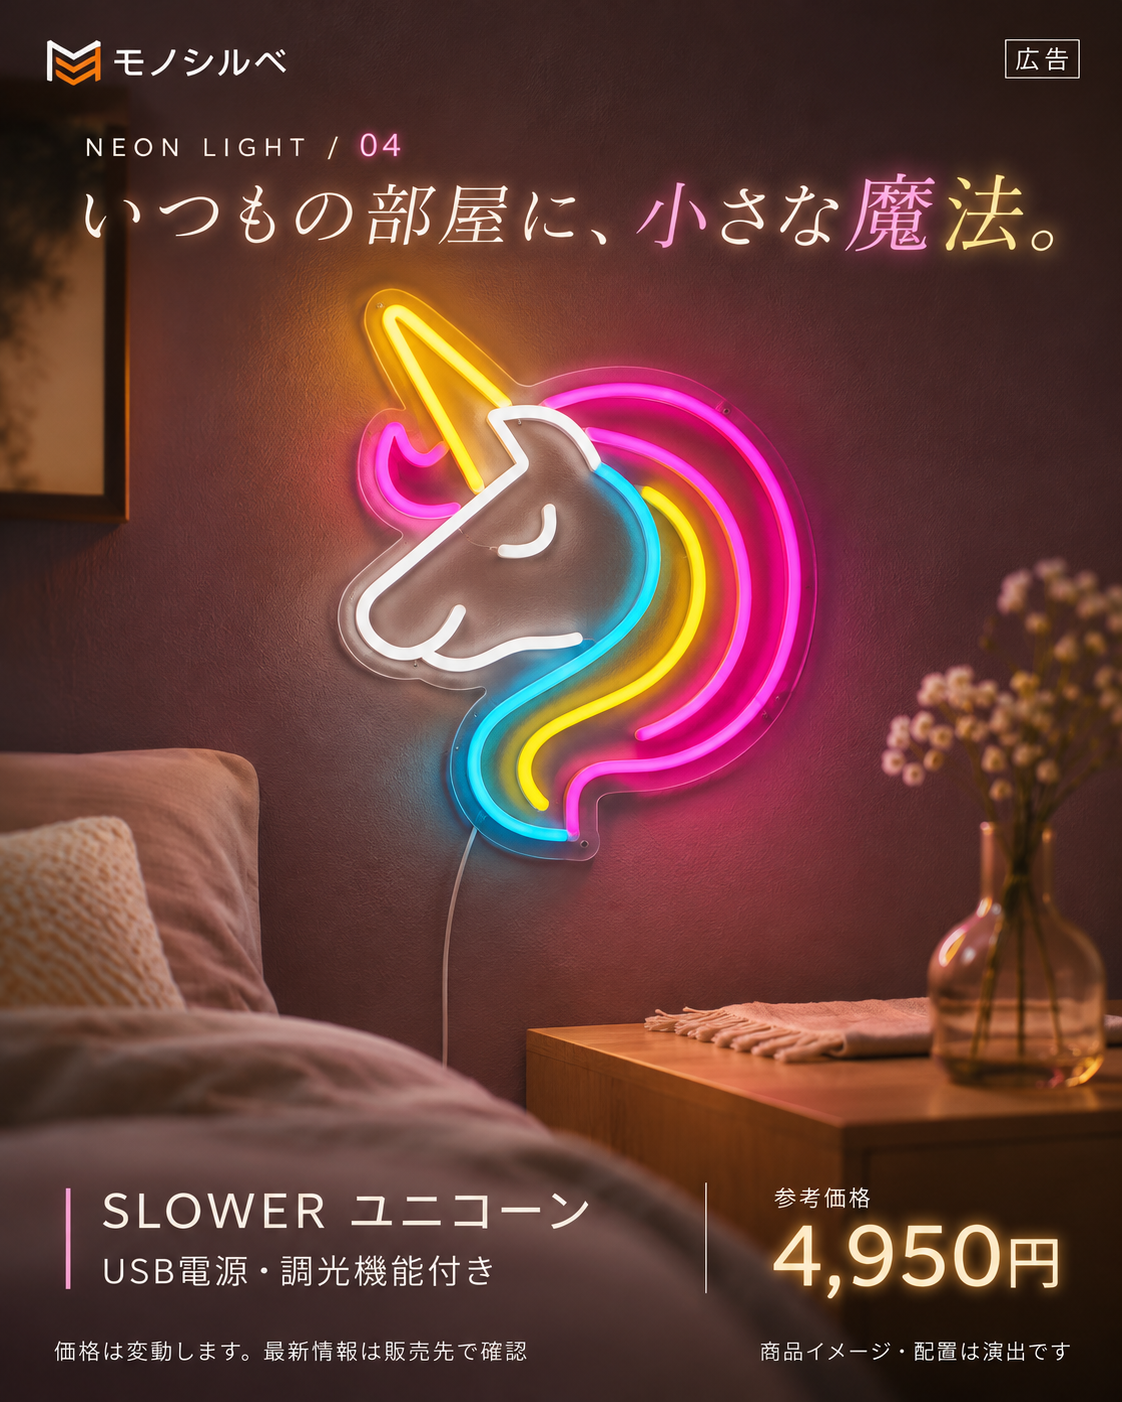 モノシルベ
広告
NEON LIGHT / 04
いつもの部屋に、小さな魔法。
SLOWER ユニコーン
USB電源・調光機能付き
参考価格
4,950円
価格は変動します。最新情報は販売先で確認
商品イメージ・配置は演出です